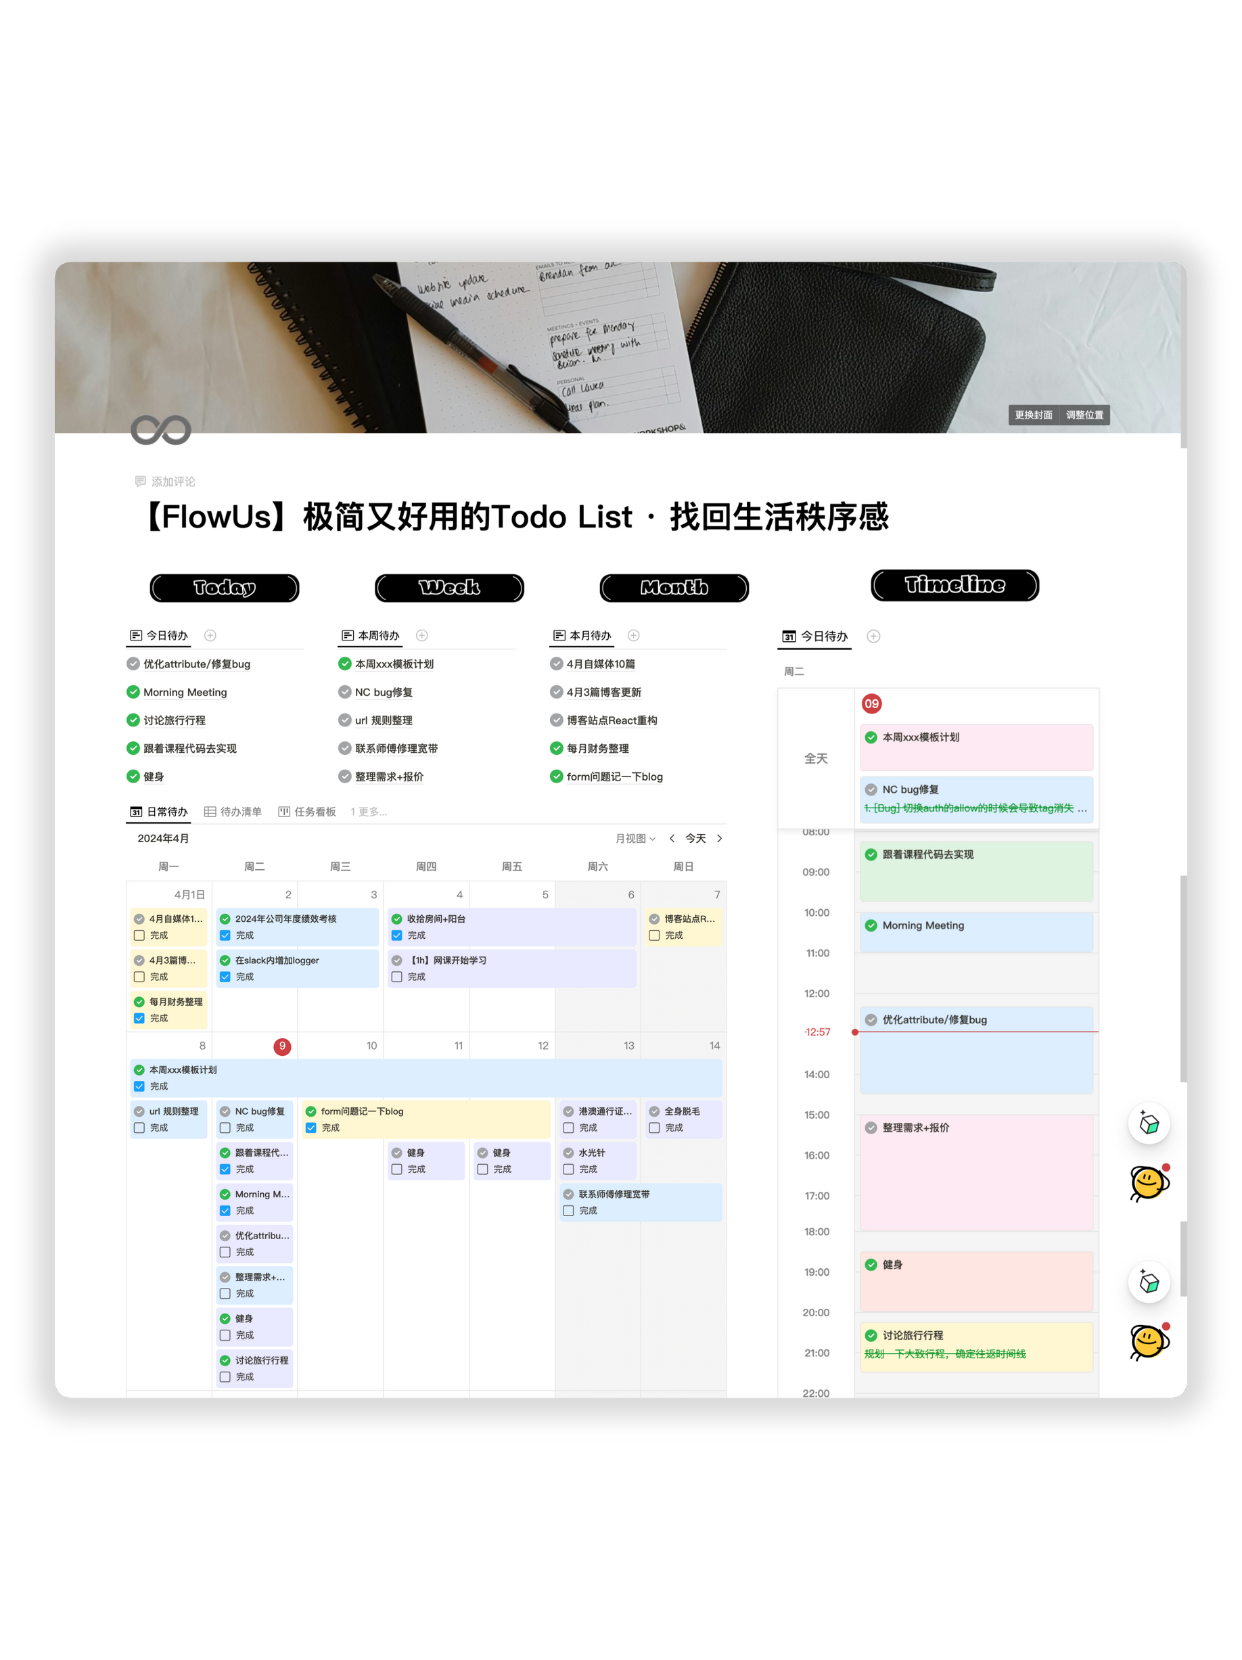 Website update
social media schedule
EMAILS TO
Brendan from
MEETINGS + EVENTS
prepare for Monday
schedule meeting with
Brian.
PERSONAL
Call Laura
meal plan.
WORKSHOP&
更换封面 调整位置
添加评论
【FlowUs】极简又好用的Todo List · 找回生活秩序感
Today
Week
Month
Timeline
今日待办
优化attribute/修复bug
Morning Meeting
讨论旅行行程
跟着课程代码去实现
健身
本周待办
本周xxx模板计划
NC bug修复
url 规则整理
联系师傅修理宽带
整理需求+报价
本月待办
4月自媒体10篇
4月3篇博客更新
博客站点React重构
每月财务整理
form问题记一下blog
日常待办 待办清单 任务看板 1 更多...
2024年4月 月视图 < 今天 >
周一 周二 周三 周四 周五 周六 周日
4月1日 2 3 4 5 6 7
4月自媒体1... 2024年公司年度绩效考核 收拾房间+阳台 博客站点R...
完成 完成 完成 完成
4月3篇博... 在slack内增加logger 【1h】网课开始学习
完成 完成 完成
每月财务整理
完成
8 9 10 11 12 13 14
本周xxx模板计划
完成
url 规则整理 NC bug修复 form问题记一下blog 港澳通行证... 全身脱毛
完成 完成 完成 完成 完成
跟着课程代... 健身 健身 水光针
完成 完成 完成 完成
Morning M... 联系师傅修理宽带
完成 完成
优化attribu...
完成
整理需求+...
完成
健身
完成
讨论旅行行程
完成
31 今日待办
周二
09
全天
本周xxx模板计划
NC bug修复
1. [Bug] 切换auth的allow的时候会导致tag消失 ...
08:00
跟着课程代码去实现
09:00
10:00
Morning Meeting
11:00
12:00
优化attribute/修复bug
12:57
14:00
15:00
整理需求+报价
16:00
17:00
18:00
健身
19:00
20:00
讨论旅行行程
规划一下大致行程，确定往返时间线
21:00
22:00